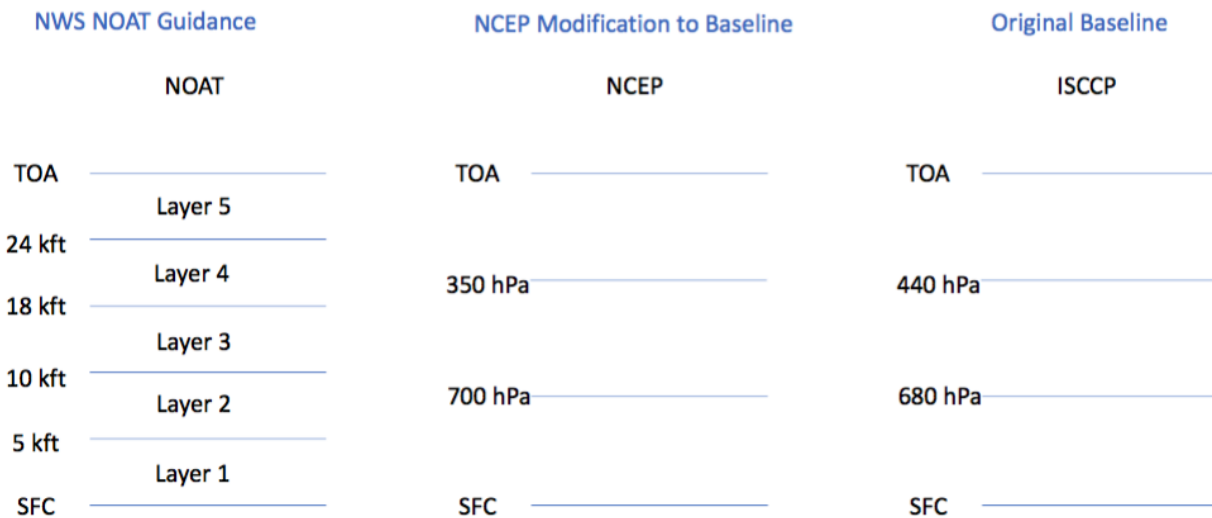 NWS NOAT Guidance
NCEP Modification to Baseline
Original Baseline
NOAT
NCEP
ISCCP
TOA
Layer 5
24 kft
Layer 4
18 kft
Layer 3
10 kft
Layer 2
5 kft
Layer 1
SFC
TOA
350 hPa
700 hPa
SFC
TOA
440 hPa
680 hPa
SFC